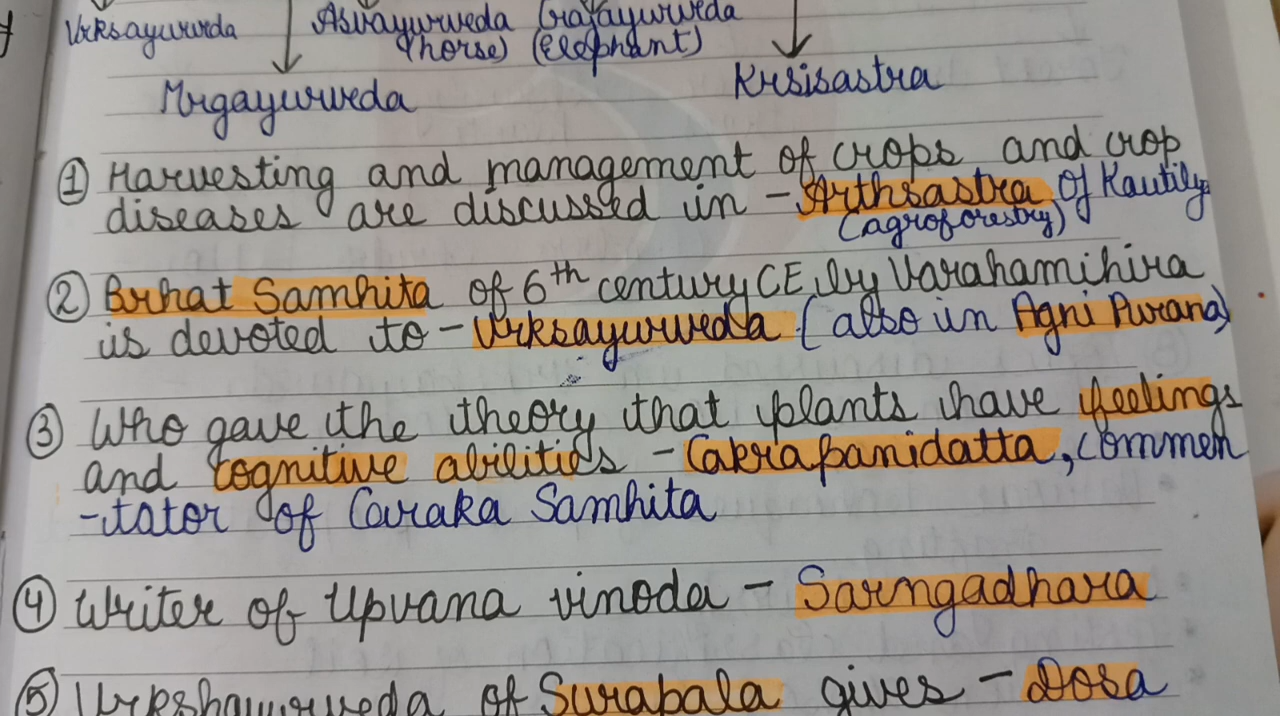 Vrksayurveda Asvayurveda Gajayurveda
(horse) (Elephant)
Mrgayurveda Krsisastra
① Harvesting and management of crops and crop
diseases are discussed in - Arthsastra of Kautilya
(agroforestry)
② Brhat Samhita of 6th century CE by Varahamihira
is devoted to - Vrksayurveda (also in Agni Purana)
③ Who gave the theory that plants have feelings
and cognitive abilities - Cakrapanidatta, commen
-tator of Caraka Samhita
④ Writer of Upvana vinoda - Sarngadhara
⑤ Vrkshayurveda of Surapala gives - Dosa